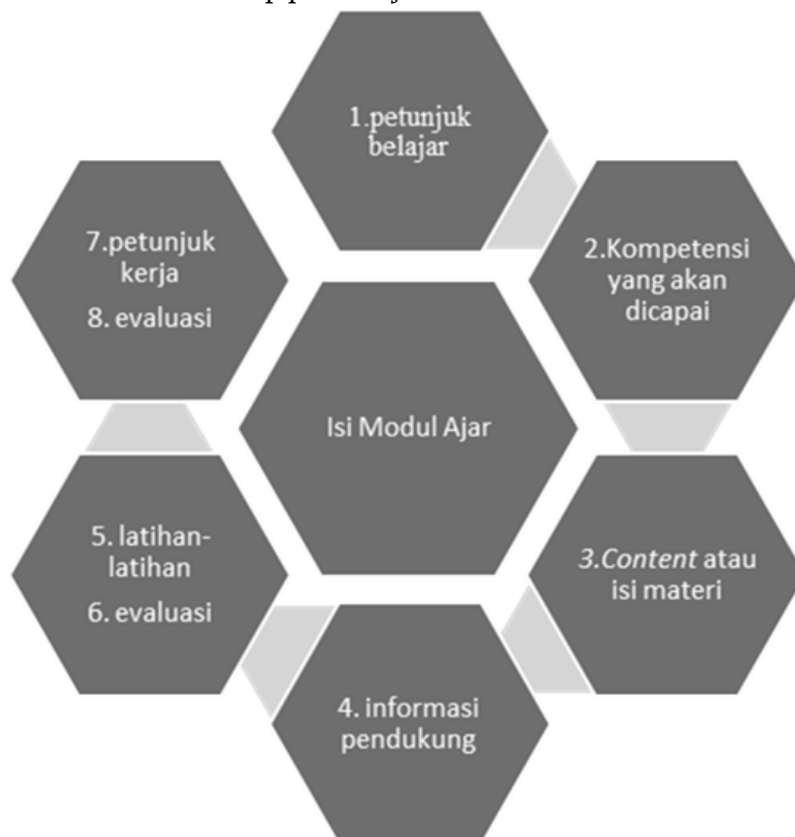 1.petunjuk
belajar
2.Kompetensi
yang akan
dicapai
3.Content atau
isi materi
4. informasi
pendukung
5. latihan-
latihan
6. evaluasi
7.petunjuk
kerja
8. evaluasi
Isi Modul Ajar